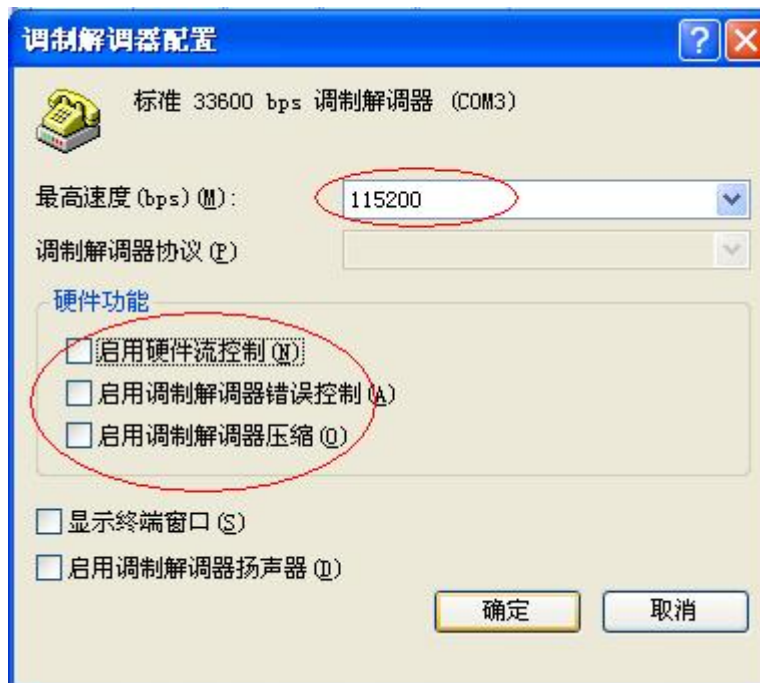 调制解调器配置
标准 33600 bps 调制解调器 (COM3)
最高速度(bps)(M): 115200
调制解调器协议(P)
硬件功能
启用硬件流控制(N)
启用调制解调器错误控制(A)
启用调制解调器压缩(O)
显示终端窗口(S)
启用调制解调器扬声器(D)
确定 取消